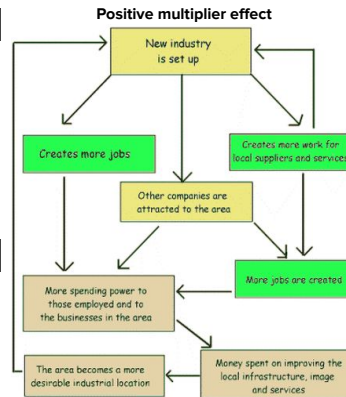 Positive multiplier effect
New industry
is set up
Creates more jobs
Creates more work for
local suppliers and services
Other companies are
attracted to the area
More spending power to
those employed and to
the businesses in the area
More jobs are created
The area becomes a more
desirable industrial location
Money spent on improving the
local infrastructure, image
and services